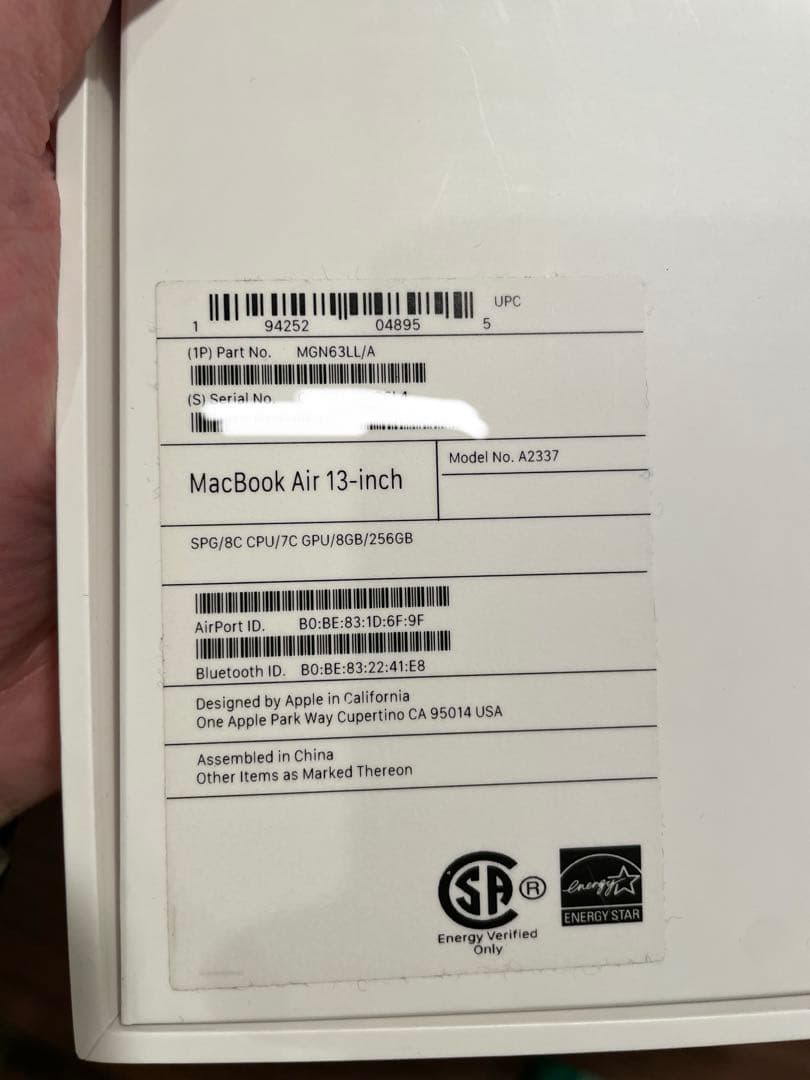 UPC
1 94252 04895 5
(1P) Part No. MGN63LL/A
(S) Serial No.
MacBook Air 13-inch
Model No. A2337
SPG/8C CPU/7C GPU/8GB/256GB
AirPort ID. B0:BE:83:1D:6F:9F
Bluetooth ID. B0:BE:83:22:41:E8
Designed by Apple in California
One Apple Park Way Cupertino CA 95014 USA
Assembled in China
Other Items as Marked Thereon
SA ®
Energy Verified
Only
energy
ENERGY STAR